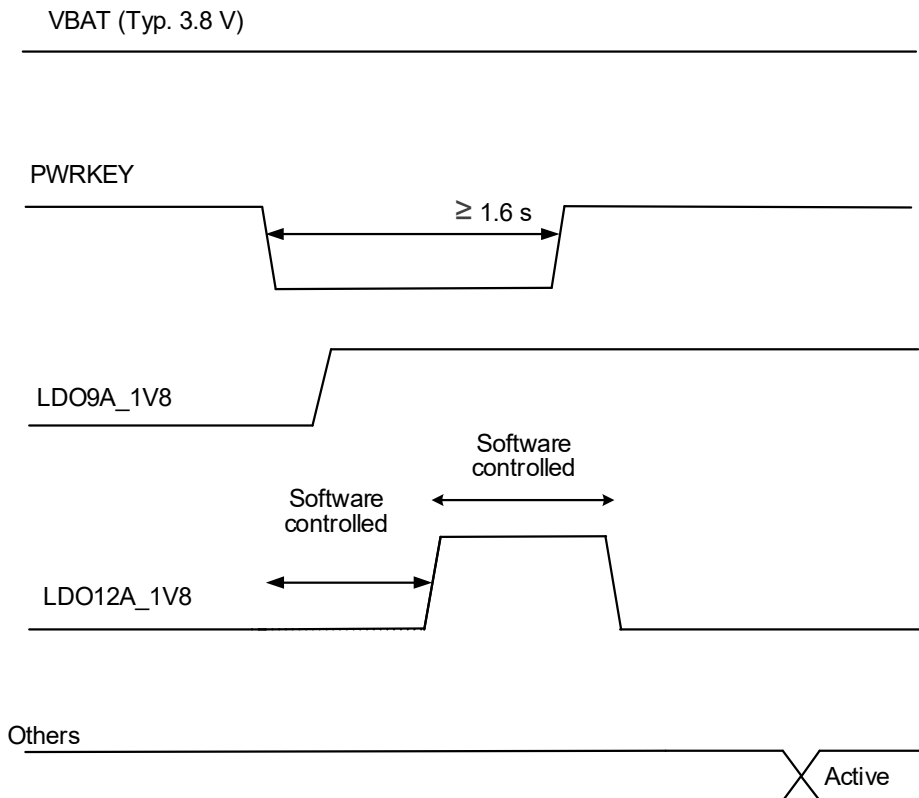 VBAT (Typ. 3.8 V)
PWRKEY
≥ 1.6 s
LDO9A_1V8
Software
controlled
Software
controlled
LDO12A_1V8
Others
Active